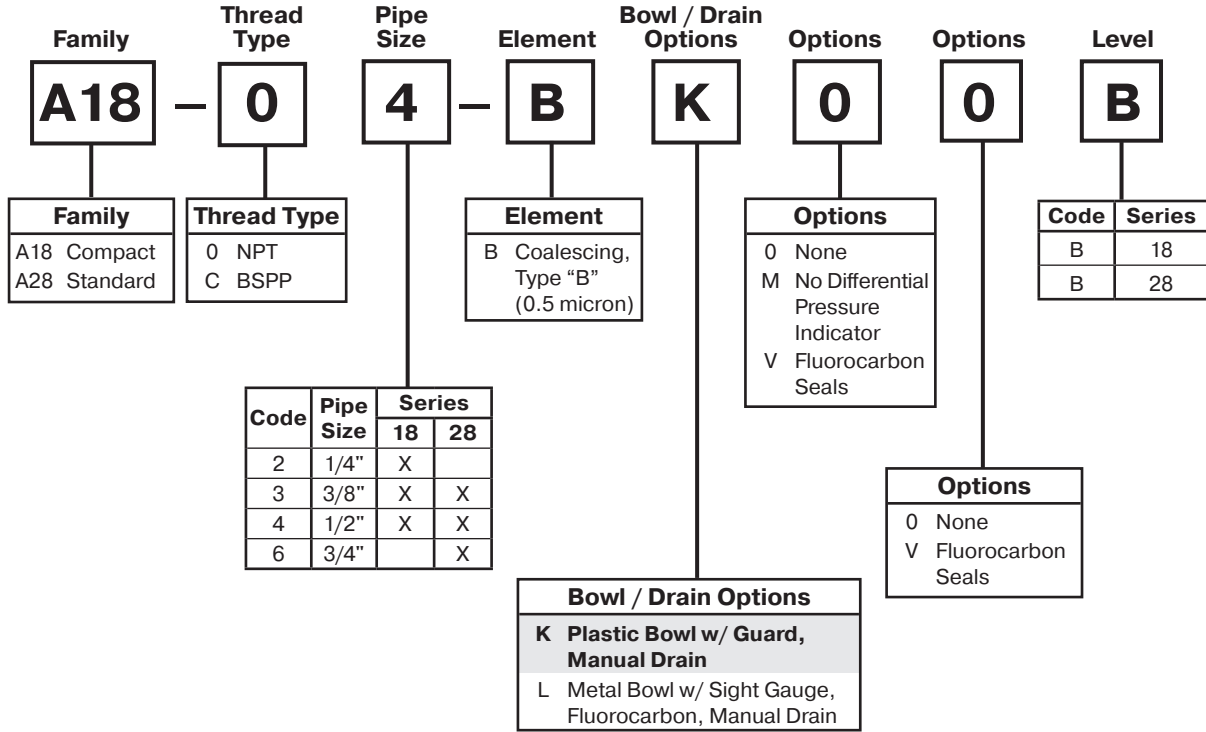 Family
Thread
Type
Pipe
Size
Element
Bowl / Drain
Options
Options
Options
Level
A18 – 0 4 – B K 0 0 B
Family
A18 Compact
A28 Standard
Thread Type
0 NPT
C BSPP
Element
B Coalescing,
Type “B”
(0.5 micron)
Options
0 None
M No Differential
Pressure
Indicator
V Fluorocarbon
Seals
Code Series
B 18
B 28
Code Pipe Size Series
18 28
2 1/4" X
3 3/8" X X
4 1/2" X X
6 3/4" X
Options
0 None
V Fluorocarbon
Seals
Bowl / Drain Options
K Plastic Bowl w/ Guard,
Manual Drain
L Metal Bowl w/ Sight Gauge,
Fluorocarbon, Manual Drain